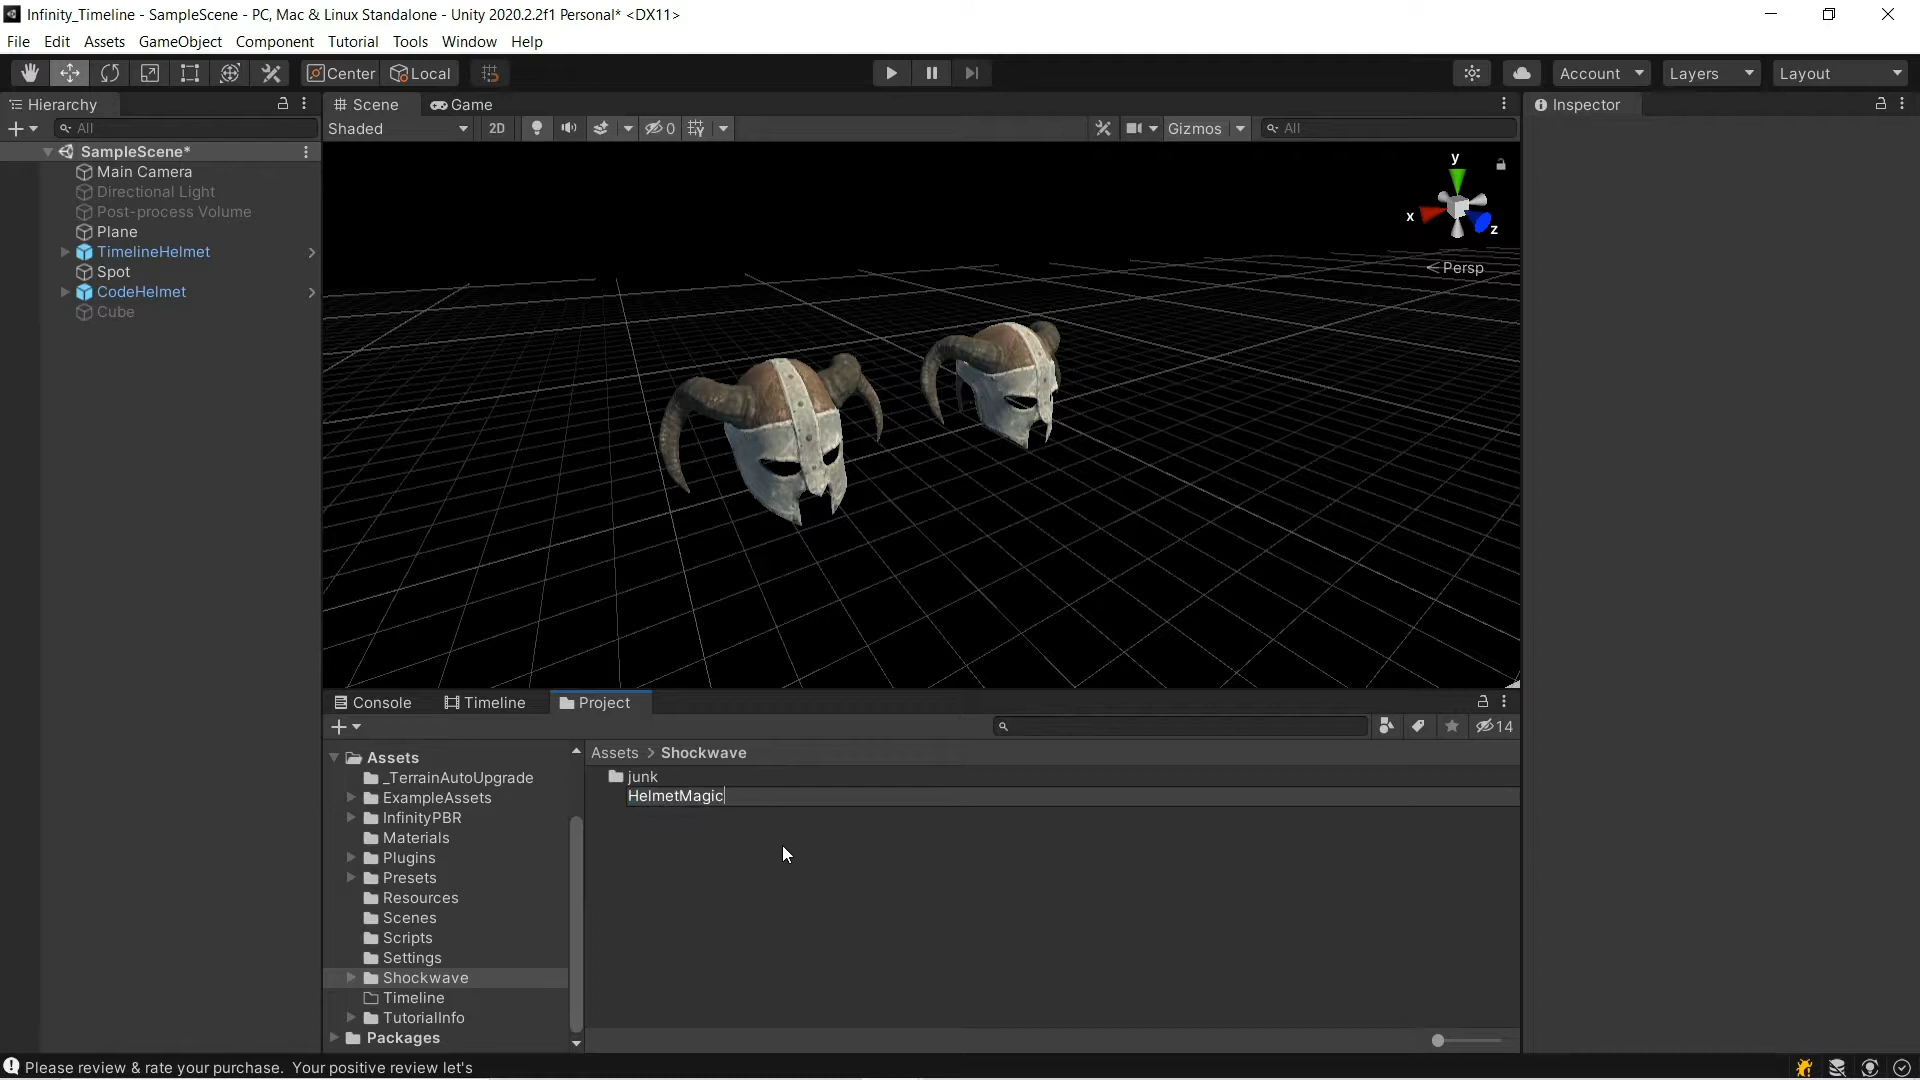 Infinity_Timeline - SampleScene - PC, Mac & Linux Standalone - Unity 2020.2.2f1 Personal* <DX11>
File Edit Assets GameObject Component Tutorial Tools Window Help
Center Local Account Layers Layout
Hierarchy
All
SampleScene*
Main Camera
Directional Light
Post-process Volume
Plane
TimelineHelmet
Spot
CodeHelmet
Cube
Scene Game
Shaded 2D 0 Gizmos All
y
x
z
Persp
Inspector
Console Timeline Project
14
Assets
_TerrainAutoUpgrade
ExampleAssets
InfinityPBR
Materials
Plugins
Presets
Resources
Scenes
Scripts
Settings
Shockwave
Timeline
TutorialInfo
Packages
Assets > Shockwave
junk
HelmetMagic
Please review & rate your purchase. Your positive review let's